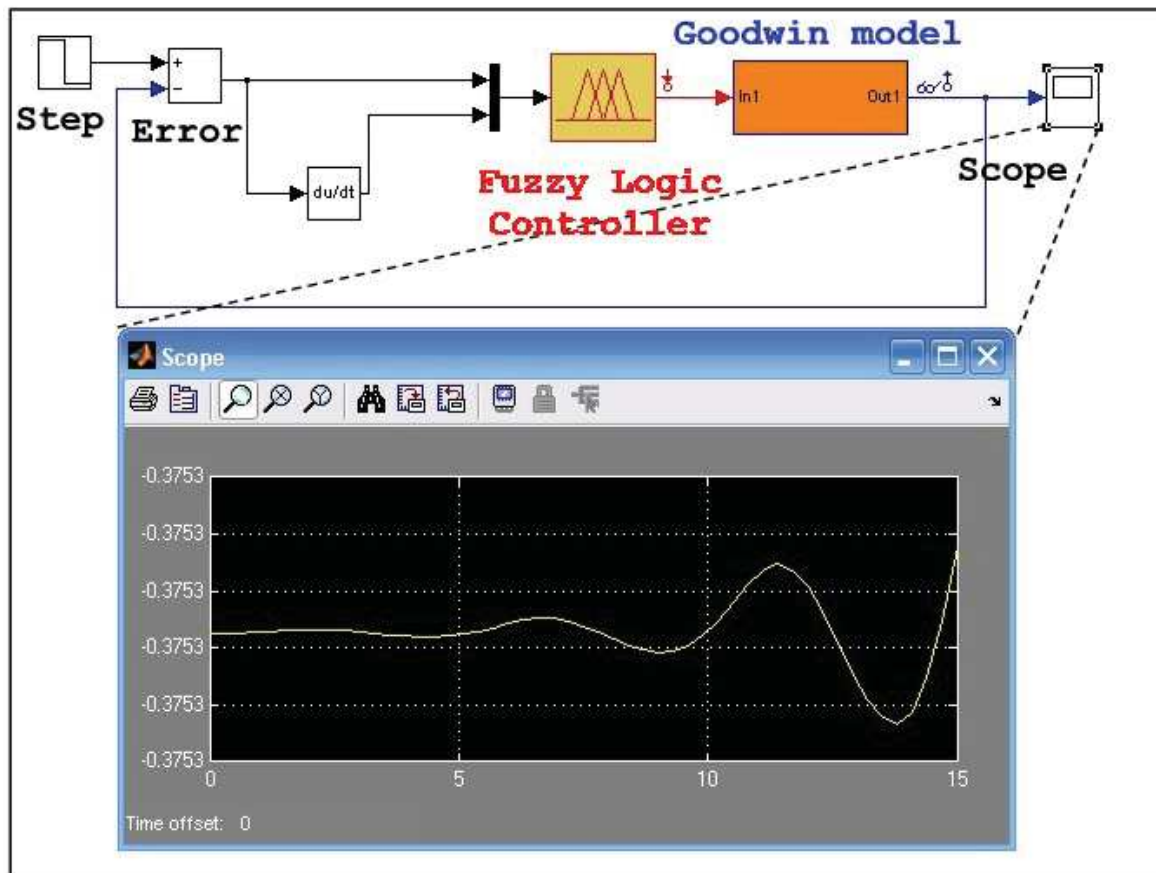 Goodwin model
+
−
In1
Out1
Step
Error
Scope
du/dt
Fuzzy Logic
Controller
Scope
-0.3753
-0.3753
-0.3753
-0.3753
-0.3753
-0.3753
0
5
10
15
Time offset: 0